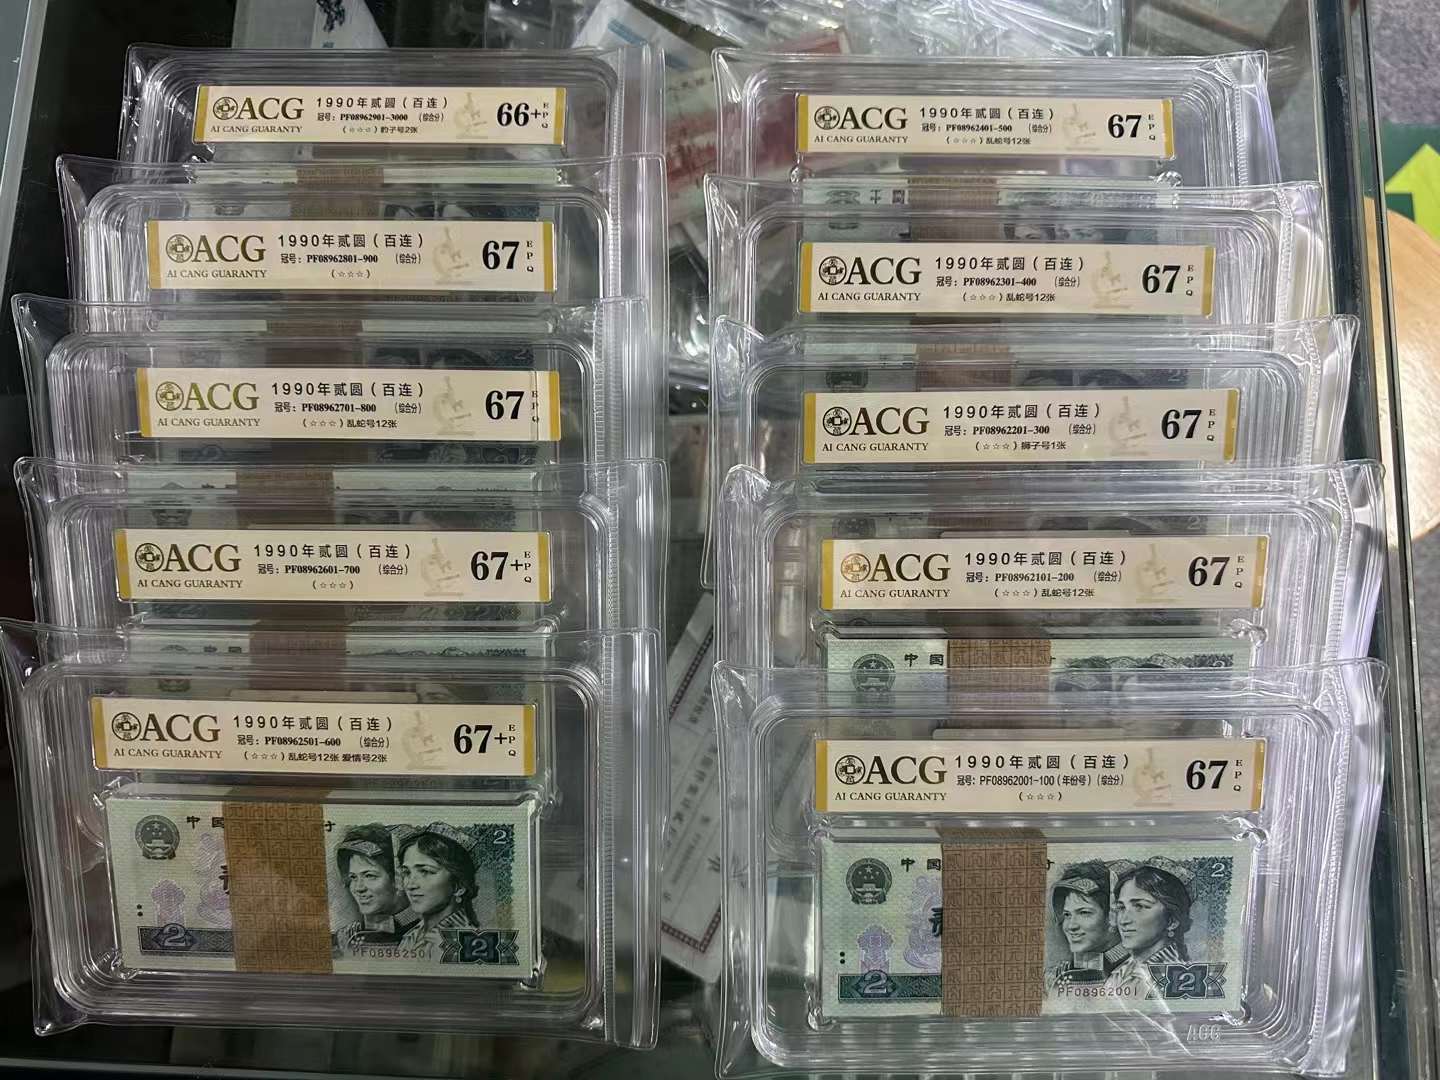 ACG
AI CANG GUARANTY
1990年贰圆（百连）
冠号：PF08962901-3000 （综合分）
（☆☆☆）豹子号2张
66+ EPQ
ACG
AI CANG GUARANTY
1990年贰圆（百连）
冠号：PF08962801-900 （综合分）
（☆☆☆）
67 EPQ
ACG
AI CANG GUARANTY
1990年贰圆（百连）
冠号：PF08962701-800 （综合分）
（☆☆☆）乱蛇号12张
67 EPQ
ACG
AI CANG GUARANTY
1990年贰圆（百连）
冠号：PF08962601-700 （综合分）
（☆☆☆）
67+ EPQ
ACG
AI CANG GUARANTY
1990年贰圆（百连）
冠号：PF08962501-600 （综合分）
（☆☆☆）乱蛇号12张 爱情号2张
67+ EPQ
中国
2
2
2
PF08962501
ACG
AI CANG GUARANTY
1990年贰圆（百连）
冠号：PF08962401-500 （综合分）
（☆☆☆）乱蛇号12张
67 EPQ
ACG
AI CANG GUARANTY
1990年贰圆（百连）
冠号：PF08962301-400 （综合分）
（☆☆☆）乱蛇号12张
67 EPQ
ACG
AI CANG GUARANTY
1990年贰圆（百连）
冠号：PF08962201-300 （综合分）
（☆☆☆）狮子号1张
67 EPQ
ACG
AI CANG GUARANTY
1990年贰圆（百连）
冠号：PF08962101-200 （综合分）
（☆☆☆）乱蛇号12张
67 EPQ
中国
2
ACG
AI CANG GUARANTY
1990年贰圆（百连）
冠号：PF08962001-100（年份号）（综合分）
（☆☆☆）
67 EPQ
中国
2
2
2
PF08962001
ACG